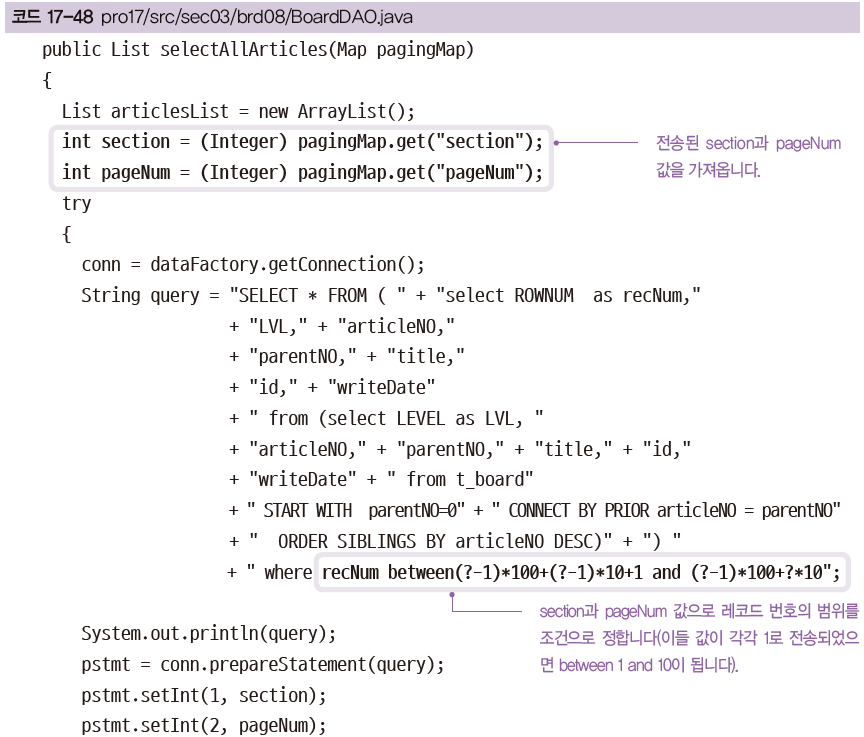 코드 17-48 pro17/src/sec03/brd08/BoardDAO.java
public List selectAllArticles(Map pagingMap)
{
List articlesList = new ArrayList();
int section = (Integer) pagingMap.get("section");
int pageNum = (Integer) pagingMap.get("pageNum");
전송된 section과 pageNum
값을 가져옵니다.
try
{
conn = dataFactory.getConnection();
String query = "SELECT * FROM ( " + "select ROWNUM  as recNum,"
+ "LVL," + "articleNO,"
+ "parentNO," + "title,"
+ "id," + "writeDate"
+ " from (select LEVEL as LVL, "
+ "articleNO," + "parentNO," + "title," + "id,"
+ "writeDate" + " from t_board"
+ " START WITH  parentNO=0" + " CONNECT BY PRIOR articleNO = parentNO"
+ "  ORDER SIBLINGS BY articleNO DESC)" + ") "
+ " where recNum between(?-1)*100+(?-1)*10+1 and (?-1)*100+?*10";
section과 pageNum 값으로 레코드 번호의 범위를
조건으로 정합니다(이들 값이 각각 1로 전송되었으
면 between 1 and 10이 됩니다).
System.out.println(query);
pstmt = conn.prepareStatement(query);
pstmt.setInt(1, section);
pstmt.setInt(2, pageNum);